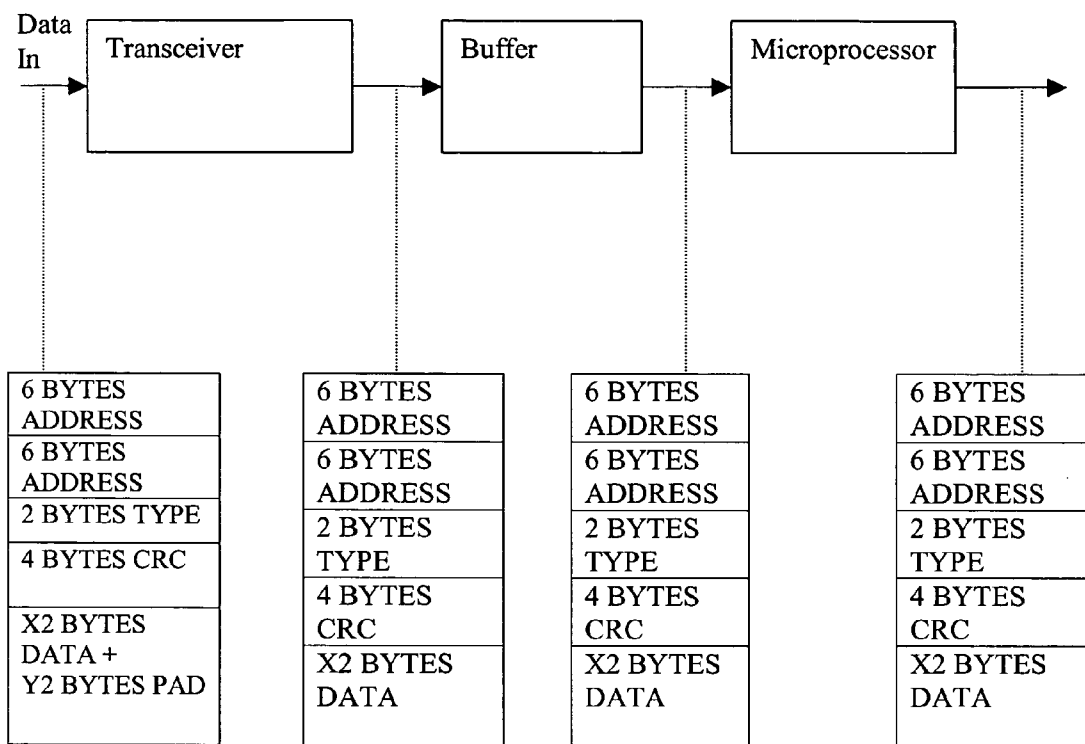 Data
In
Transceiver
Buffer
Microprocessor
6 BYTES
ADDRESS
6 BYTES
ADDRESS
2 BYTES TYPE
4 BYTES CRC
X2 BYTES
DATA +
Y2 BYTES PAD
6 BYTES
ADDRESS
6 BYTES
ADDRESS
2 BYTES
TYPE
4 BYTES
CRC
X2 BYTES
DATA
6 BYTES
ADDRESS
6 BYTES
ADDRESS
2 BYTES
TYPE
4 BYTES
CRC
X2 BYTES
DATA
6 BYTES
ADDRESS
6 BYTES
ADDRESS
2 BYTES
TYPE
4 BYTES
CRC
X2 BYTES
DATA